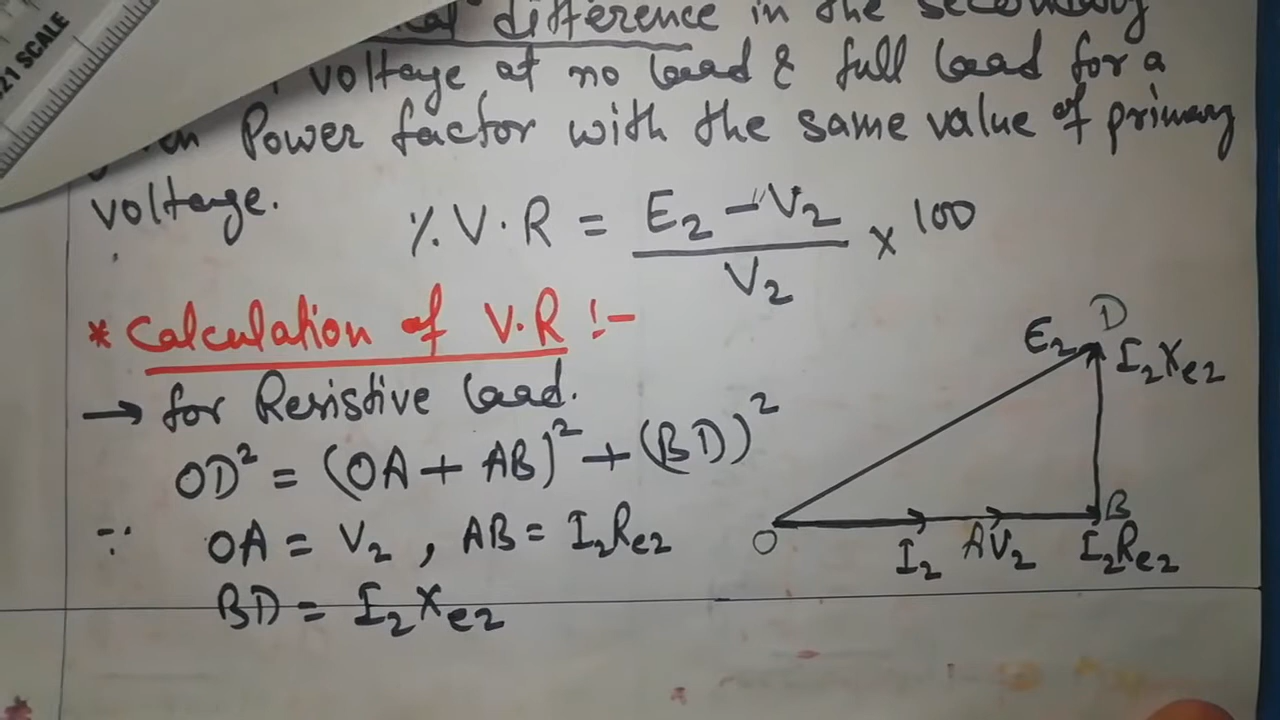 21 SCALE
difference in the secondary
voltage at no load & full load for a
Power factor with the same value of primary
voltage.
% V.R = E₂ - V₂ / V₂ × 100
* Calculation of V.R :-
→ for Resistive load.
OD² = (OA + AB)² + (BD)²
∵ OA = V₂ , AB = I₂Re₂
BD = I₂Xe₂
E₂ D
I₂Xe₂
O I₂ A V₂ B
I₂Re₂